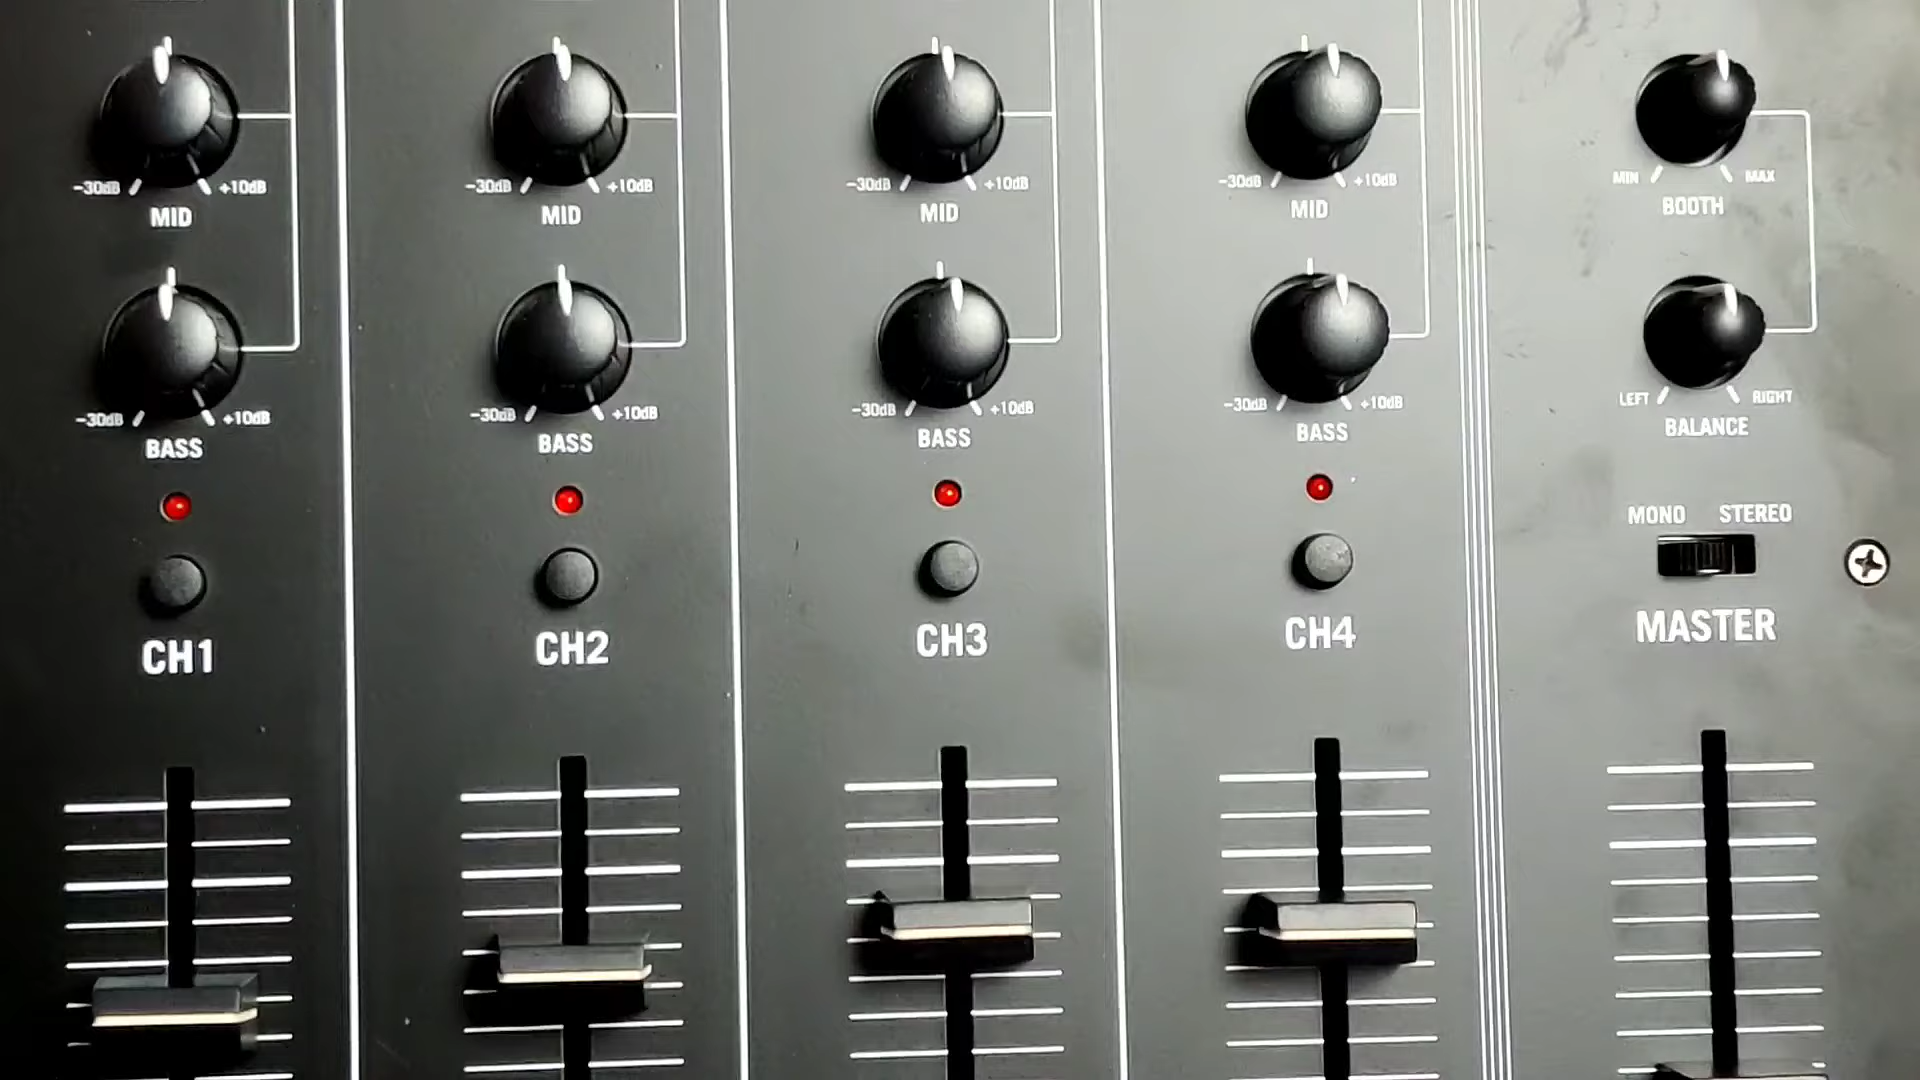 -30dB +10dB -30dB +10dB -30dB +10dB -30dB +10dB MIN MAX
MID MID MID MID BOOTH
-30dB +10dB -30dB +10dB -30dB +10dB -30dB +10dB LEFT RIGHT
BASS BASS BASS BASS BALANCE
MONO STEREO
CH1 CH2 CH3 CH4 MASTER